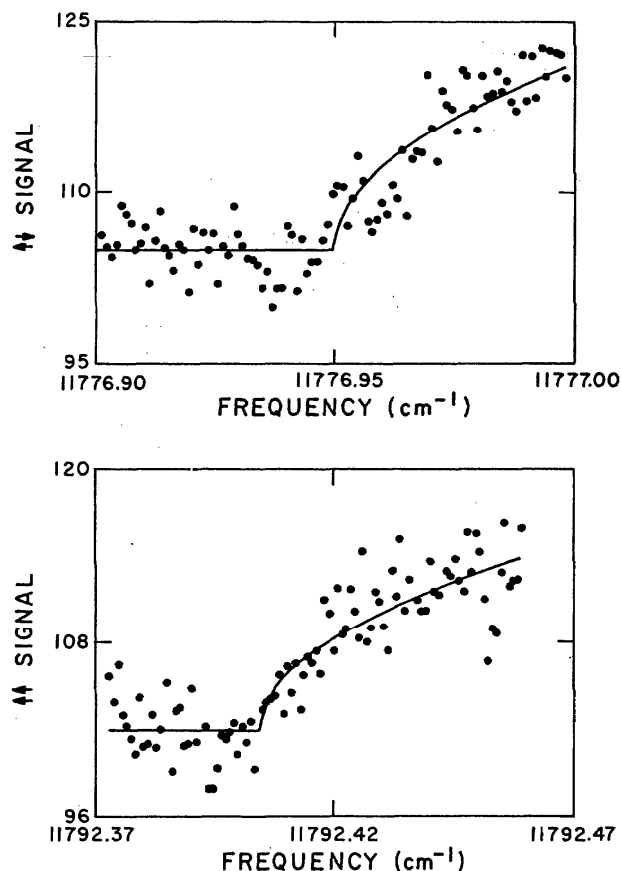 125
110
95
↑↓ SIGNAL
11776.90 11776.95 11777.00
FREQUENCY (cm⁻¹)
120
108
96
↑↑ SIGNAL
11792.37 11792.42 11792.47
FREQUENCY (cm⁻¹)